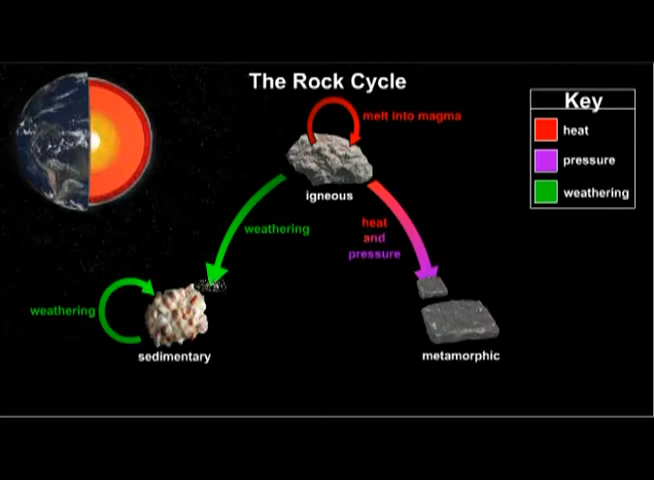 The Rock Cycle
Key
heat
pressure
weathering
melt into magma
igneous
weathering
heat
and
pressure
weathering
sedimentary
metamorphic